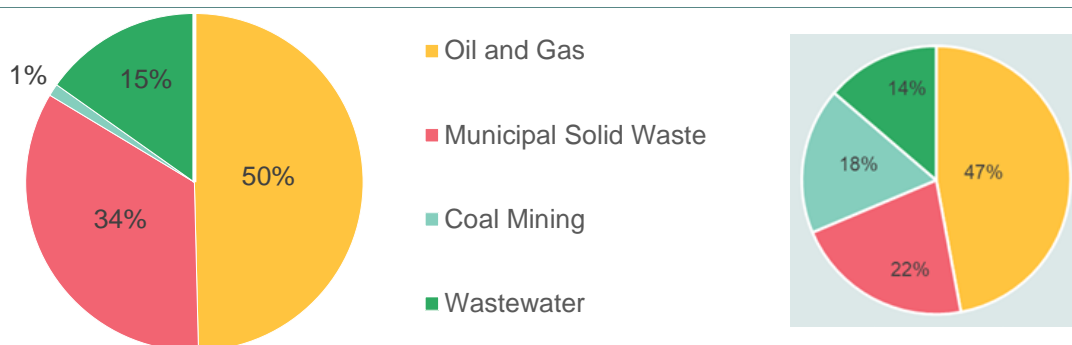 1%
15%
50%
34%
Oil and Gas
Municipal Solid Waste
Coal Mining
Wastewater
14%
18%
47%
22%